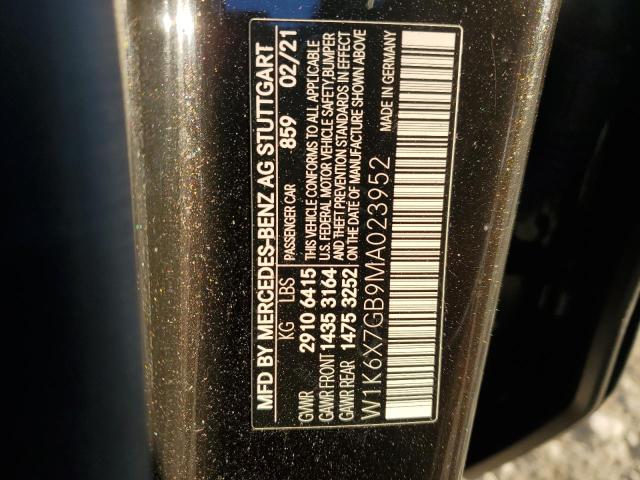 MFD BY MERCEDES-BENZ AG STUTTGART
PASSENGER CAR 859 02/21
KG LBS
GVWR 2910 6415
GAWR FRONT 1435 3164
GAWR REAR 1475 3252
THIS VEHICLE CONFORMS TO ALL APPLICABLE
U.S. FEDERAL MOTOR VEHICLE SAFETY,BUMPER
AND THEFT PREVENTION STANDARDS IN EFFECT
ON THE DATE OF MANUFACTURE SHOWN ABOVE
W1K6X7GB9MA023952
MADE IN GERMANY